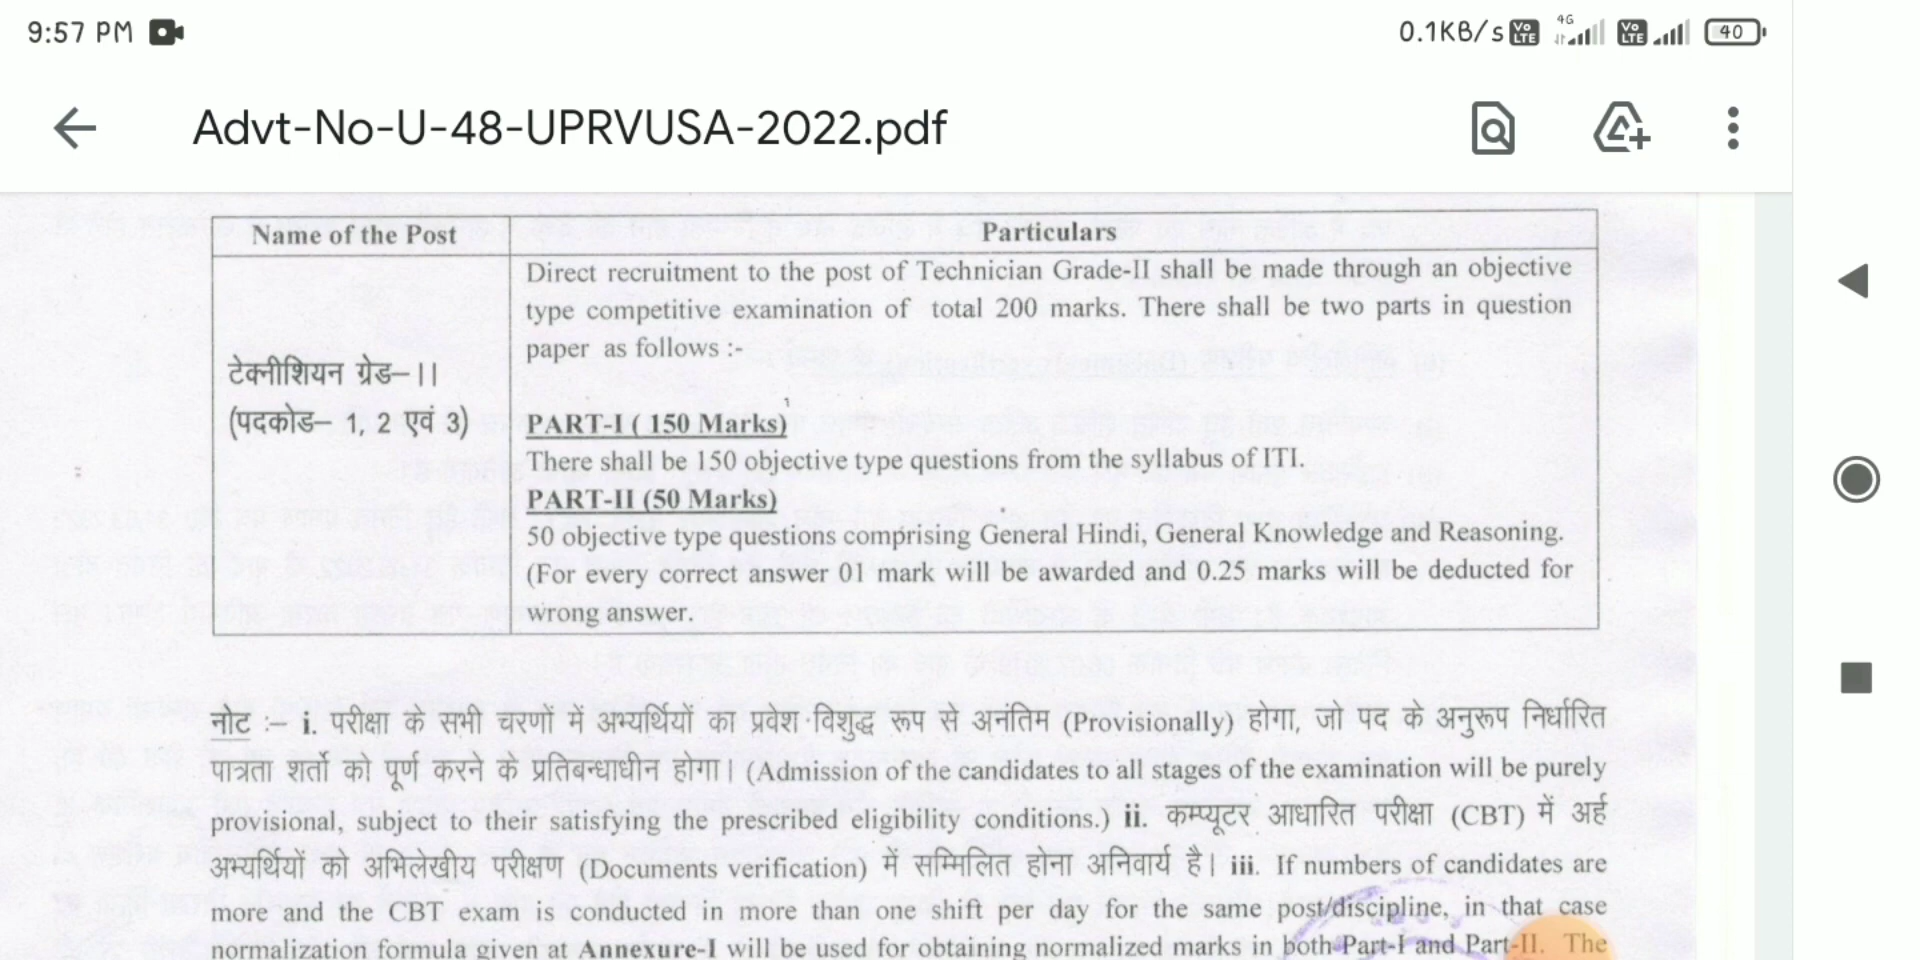 9:57 PM 0.1KB/s Vo LTE 4G Vo LTE 40
Advt-No-U-48-UPRVUSA-2022.pdf
Name of the Post Particulars
Direct recruitment to the post of Technician Grade-II shall be made through an objective
type competitive examination of total 200 marks. There shall be two parts in question
paper as follows :-
टेक्नीशियन ग्रेड–II
(पदकोड– 1, 2 एवं 3)
PART-I ( 150 Marks)
There shall be 150 objective type questions from the syllabus of ITI.
PART-II (50 Marks)
50 objective type questions comprising General Hindi, General Knowledge and Reasoning.
(For every correct answer 01 mark will be awarded and 0.25 marks will be deducted for
wrong answer.
नोट :– i. परीक्षा के सभी चरणों में अभ्यर्थियों का प्रवेश विशुद्ध रूप से अनंतिम (Provisionally) होगा, जो पद के अनुरूप निर्धारित
पात्रता शर्तों को पूर्ण करने के प्रतिबन्धाधीन होगा। (Admission of the candidates to all stages of the examination will be purely
provisional, subject to their satisfying the prescribed eligibility conditions.) ii. कम्प्यूटर आधारित परीक्षा (CBT) में अर्ह
अभ्यर्थियों को अभिलेखीय परीक्षण (Documents verification) में सम्मिलित होना अनिवार्य है। iii. If numbers of candidates are
more and the CBT exam is conducted in more than one shift per day for the same post/discipline, in that case
normalization formula given at Annexure-I will be used for obtaining normalized marks in both Part-I and Part-II. The